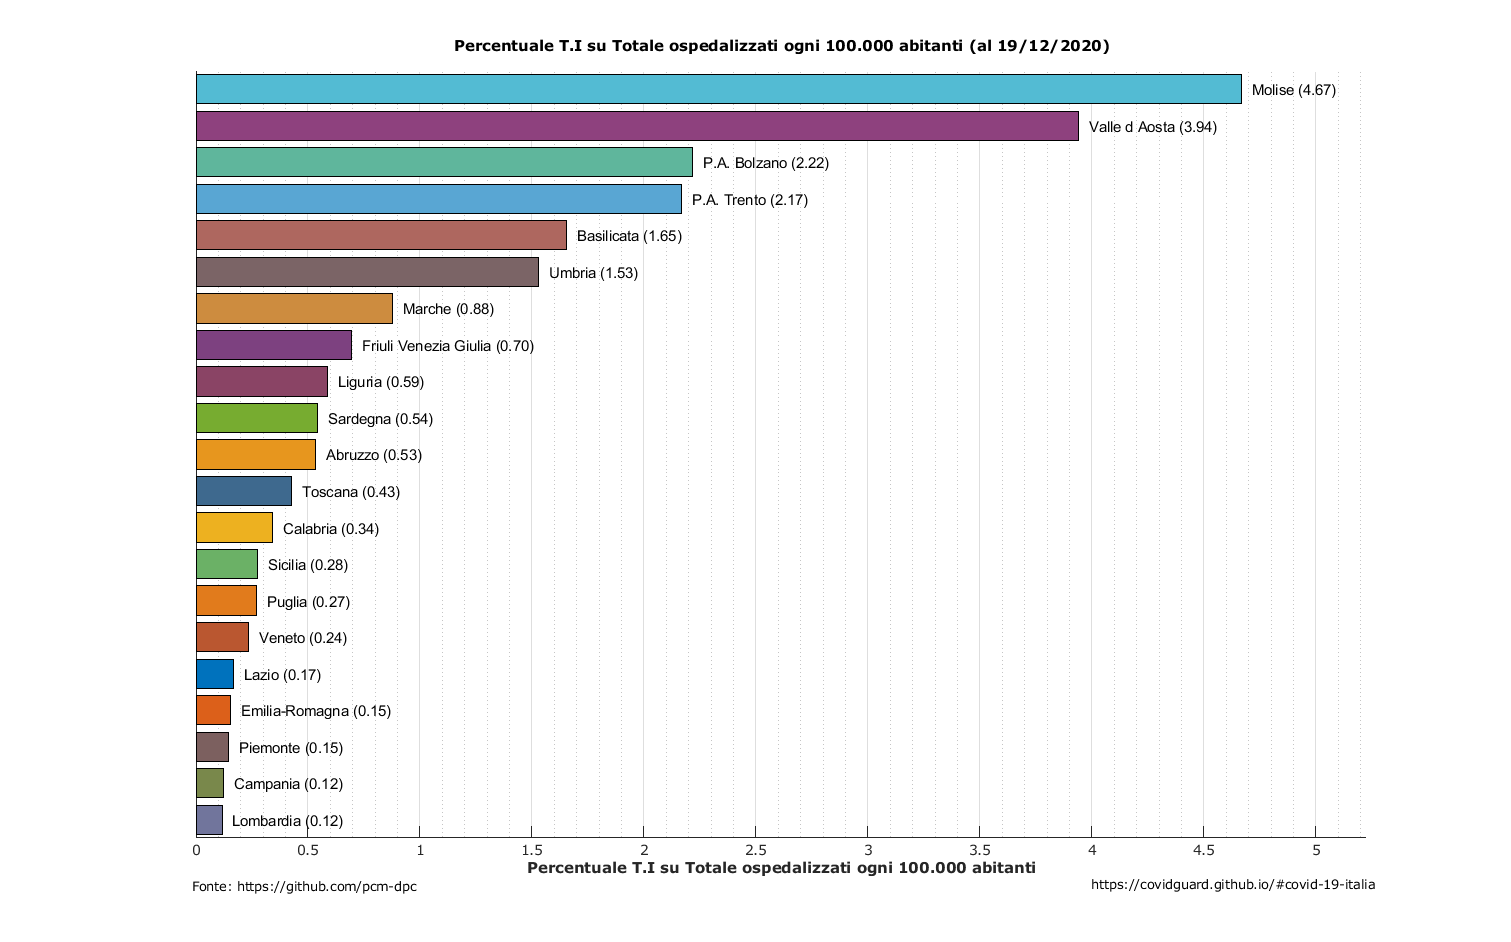 Percentuale T.I su Totale ospedalizzati ogni 100.000 abitanti (al 19/12/2020)
Molise (4.67)
Valle d Aosta (3.94)
P.A. Bolzano (2.22)
P.A. Trento (2.17)
Basilicata (1.65)
Umbria (1.53)
Marche (0.88)
Friuli Venezia Giulia (0.70)
Liguria (0.59)
Sardegna (0.54)
Abruzzo (0.53)
Toscana (0.43)
Calabria (0.34)
Sicilia (0.28)
Puglia (0.27)
Veneto (0.24)
Lazio (0.17)
Emilia-Romagna (0.15)
Piemonte (0.15)
Campania (0.12)
Lombardia (0.12)
0 0.5 1 1.5 2 2.5 3 3.5 4 4.5 5
Percentuale T.I su Totale ospedalizzati ogni 100.000 abitanti
Fonte: https://github.com/pcm-dpc
https://covidguard.github.io/#covid-19-italia